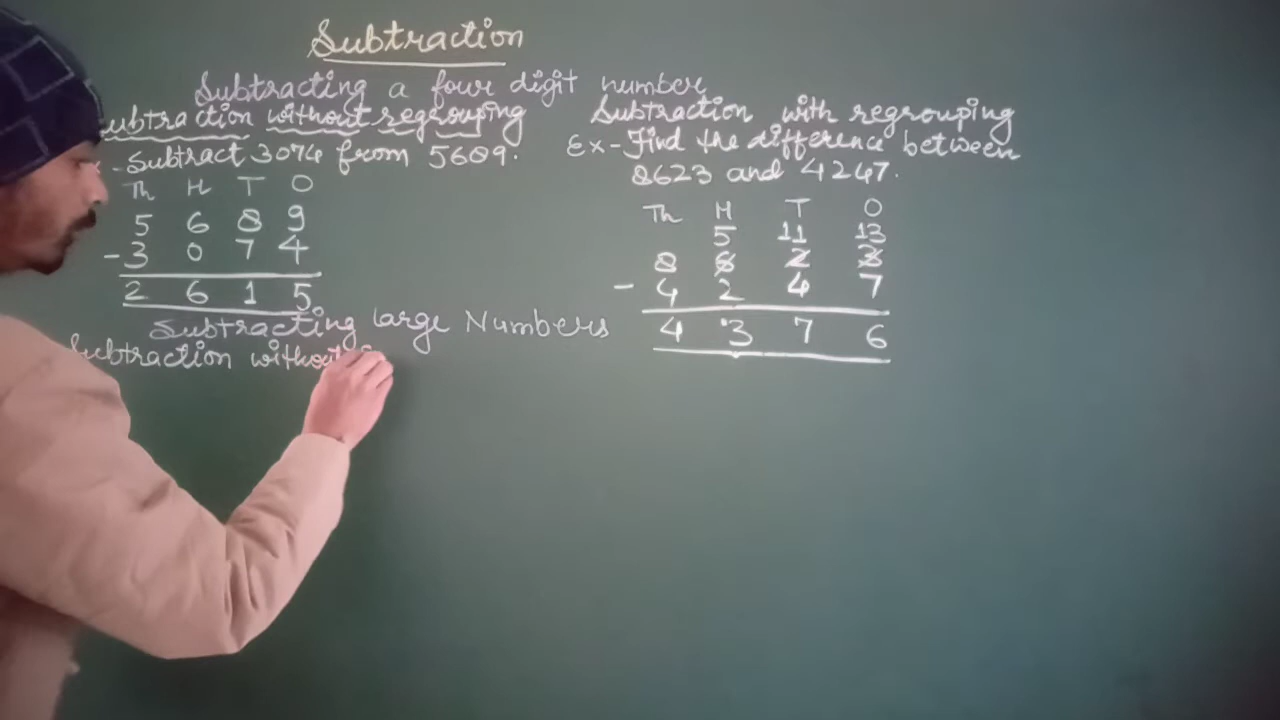 Subtraction
Subtracting a four digit number
ubtraction without regrouping
- Subtract 3074 from 5689.
Th H T O
5 6 8 9
- 3 0 7 4
2 6 1 5
Subtraction with regrouping
Ex - Find the difference between
8623 and 4247.
Th H T O
5 11 13
8 6 2 3
- 4 2 4 7
4 3 7 6
Subtracting large Numbers
Subtraction without